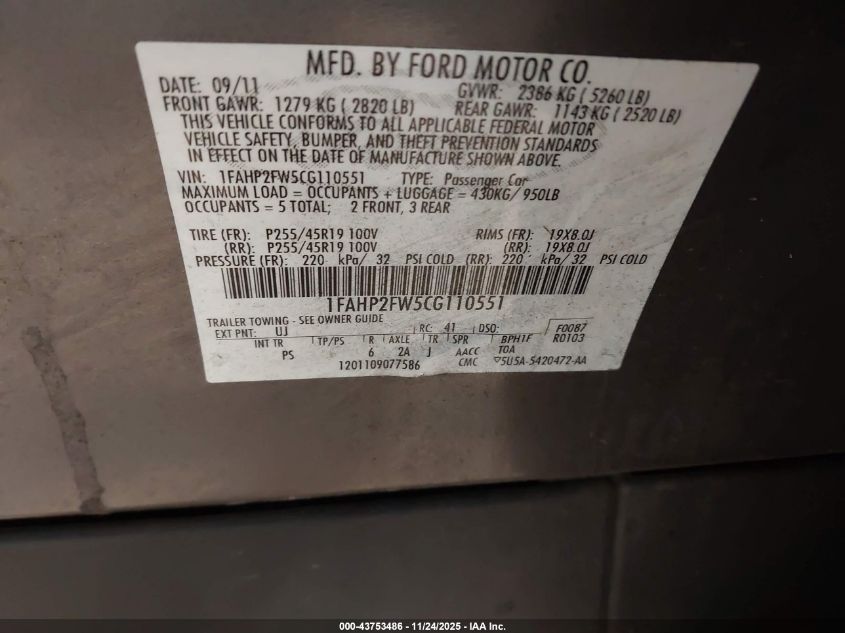 MFD. BY FORD MOTOR CO.
DATE: 09/11 GVWR: 2386 KG ( 5260 LB)
FRONT GAWR: 1279 KG ( 2820 LB) REAR GAWR: 1143 KG ( 2520 LB)
THIS VEHICLE CONFORMS TO ALL APPLICABLE FEDERAL MOTOR
VEHICLE SAFETY, BUMPER, AND THEFT PREVENTION STANDARDS
IN EFFECT ON THE DATE OF MANUFACTURE SHOWN ABOVE.
VIN: 1FAHP2FW5CG110551 TYPE: Passenger Car
MAXIMUM LOAD = OCCUPANTS + LUGGAGE = 430KG/ 950LB
OCCUPANTS = 5 TOTAL; 2 FRONT, 3 REAR
TIRE (FR): P255/45R19 100V RIMS (FR): 19X8.0J
(RR): P255/45R19 100V (RR): 19X8.0J
PRESSURE (FR): 220 kPa/ 32 PSI COLD (RR): 220 kPa/ 32 PSI COLD
1FAHP2FW5CG110551
TRAILER TOWING - SEE OWNER GUIDE
EXT PNT: UJ RC: 41 DSO: F0087
INT TR TP/PS R AXLE TR SPR BPH1F R0103
PS 6 2A J AACC TOA
1201109077586 CMC 5U5A-5420472-AA
000-43753486 - 11/24/2025 - IAA Inc.